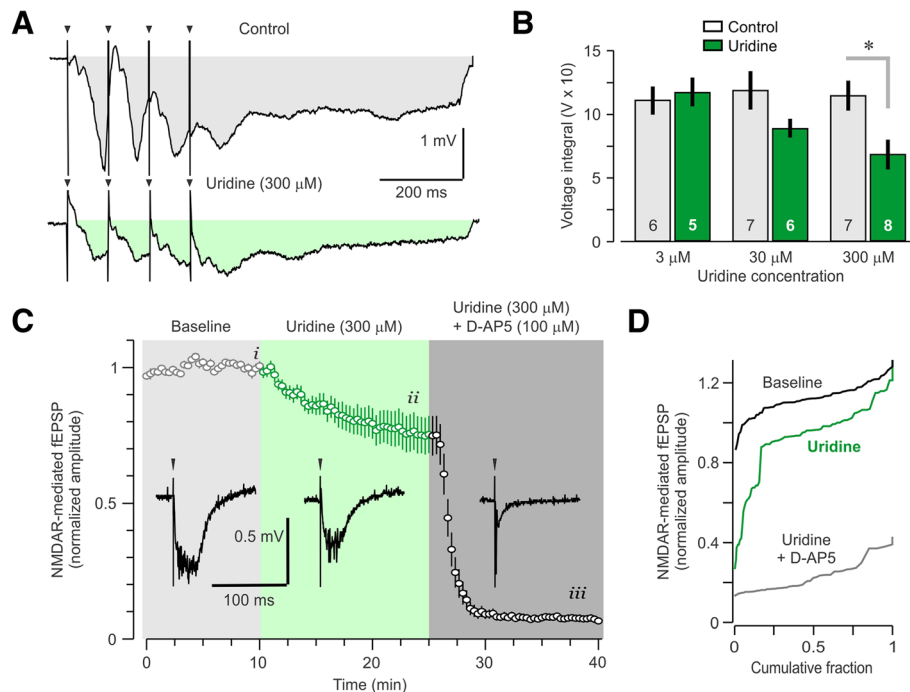 A
Control
1 mV
200 ms
Uridine (300 μM)
B
Control
Uridine
*
Voltage integral (V x 10)
15
10
5
0
6
5
7
6
7
8
3 μM
30 μM
300 μM
Uridine concentration
C
Baseline
Uridine (300 μM)
Uridine (300 μM)
+ D-AP5 (100 μM)
i
ii
iii
NMDAR-mediated fEPSP
(normalized amplitude)
1
0.5
0
0.5 mV
100 ms
0
10
20
30
40
Time (min)
D
NMDAR-mediated fEPSP
(normalized amplitude)
1.2
0.8
0.4
0
Baseline
Uridine
Uridine
+ D-AP5
0
0.5
1
Cumulative fraction